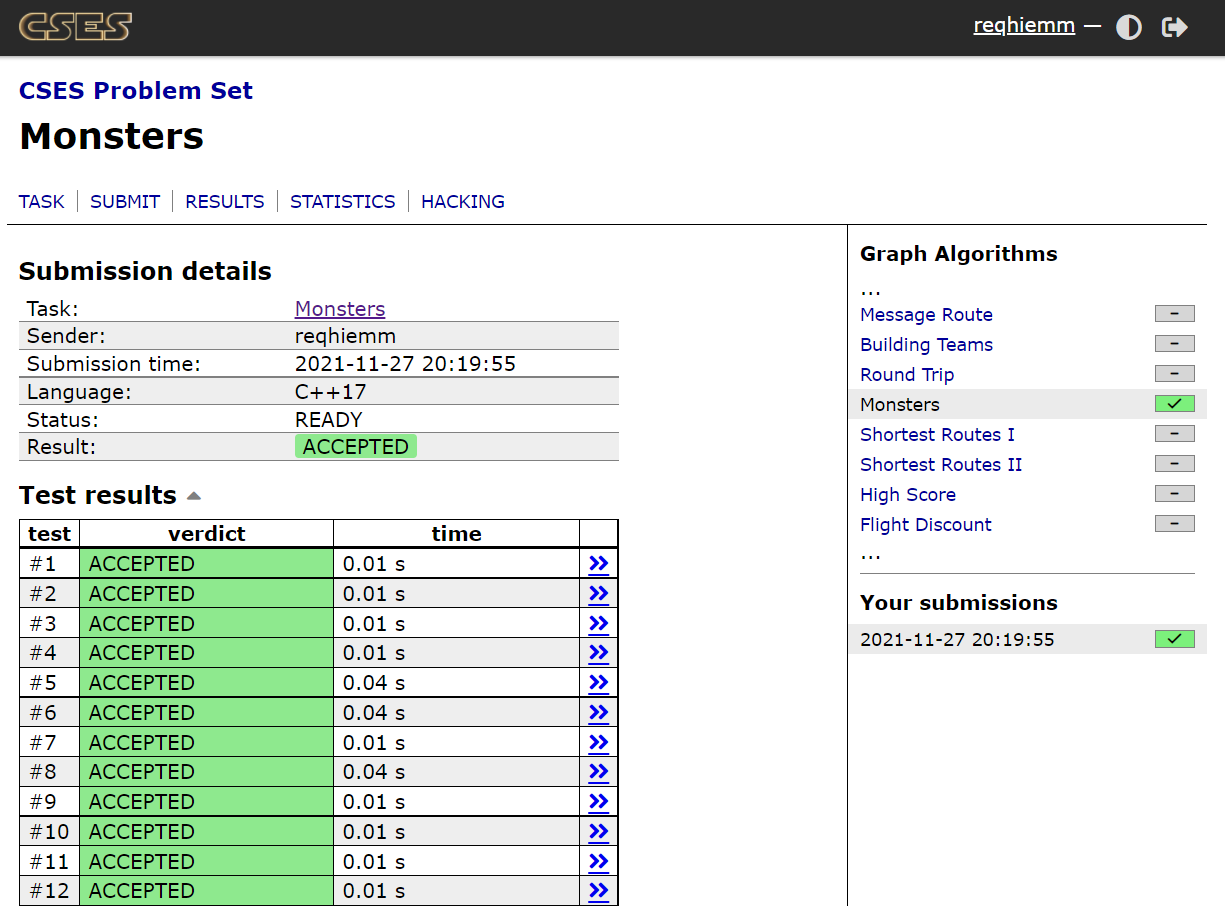 CSES
reqhiemm —
CSES Problem Set
Monsters
TASK SUBMIT RESULTS STATISTICS HACKING
Submission details
Task: Monsters
Sender: reqhiemm
Submission time: 2021-11-27 20:19:55
Language: C++17
Status: READY
Result: ACCEPTED
Test results
test verdict time
#1 ACCEPTED 0.01 s »
#2 ACCEPTED 0.01 s »
#3 ACCEPTED 0.01 s »
#4 ACCEPTED 0.01 s »
#5 ACCEPTED 0.04 s »
#6 ACCEPTED 0.04 s »
#7 ACCEPTED 0.01 s »
#8 ACCEPTED 0.04 s »
#9 ACCEPTED 0.01 s »
#10 ACCEPTED 0.01 s »
#11 ACCEPTED 0.01 s »
#12 ACCEPTED 0.01 s »
Graph Algorithms
...
Message Route –
Building Teams –
Round Trip –
Monsters ✓
Shortest Routes I –
Shortest Routes II –
High Score –
Flight Discount –
...
Your submissions
2021-11-27 20:19:55 ✓